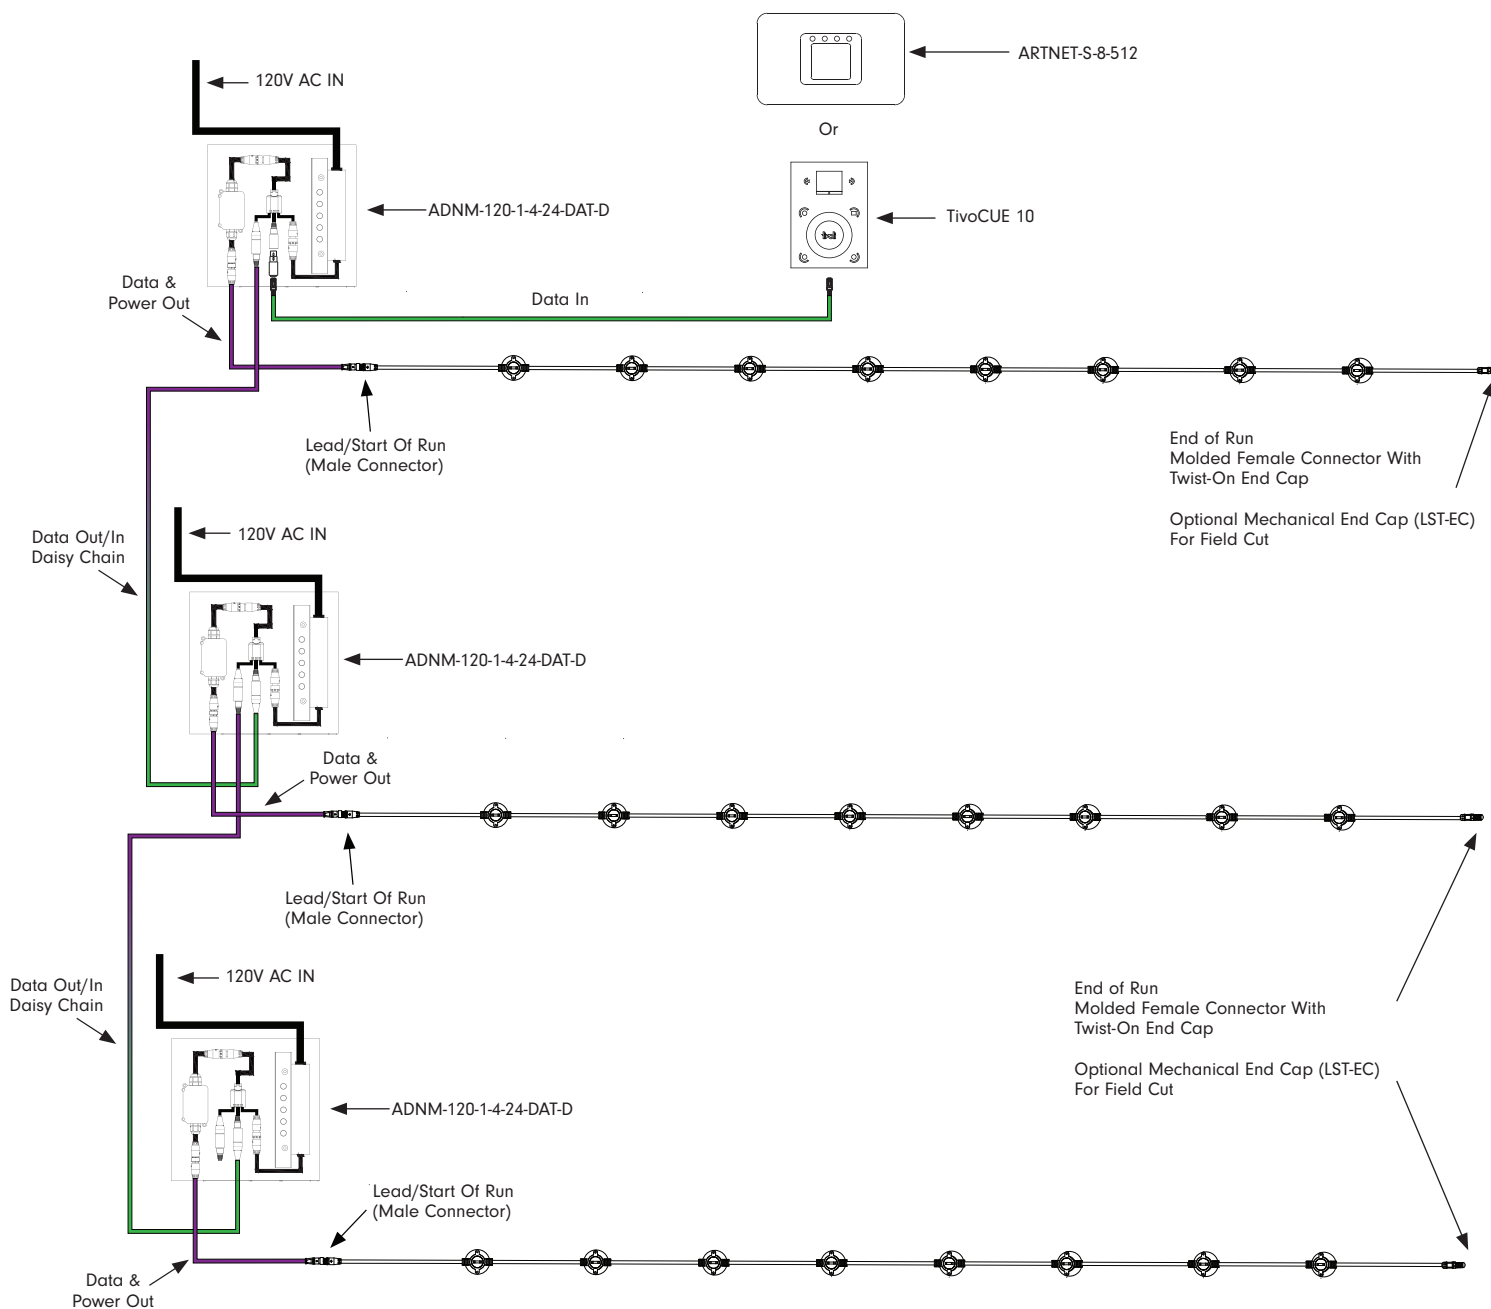 ARTNET-S-8-512
120V AC IN
Or
ADNM-120-1-4-24-DAT-D
TivoCUE 10
Data &
Power Out
Data In
Lead/Start Of Run
(Male Connector)
End of Run
Molded Female Connector With
Twist-On End Cap
Optional Mechanical End Cap (LST-EC)
For Field Cut
Data Out/In
Daisy Chain
120V AC IN
ADNM-120-1-4-24-DAT-D
Data &
Power Out
Lead/Start Of Run
(Male Connector)
Data Out/In
Daisy Chain
120V AC IN
End of Run
Molded Female Connector With
Twist-On End Cap
Optional Mechanical End Cap (LST-EC)
For Field Cut
ADNM-120-1-4-24-DAT-D
Lead/Start Of Run
(Male Connector)
Data &
Power Out